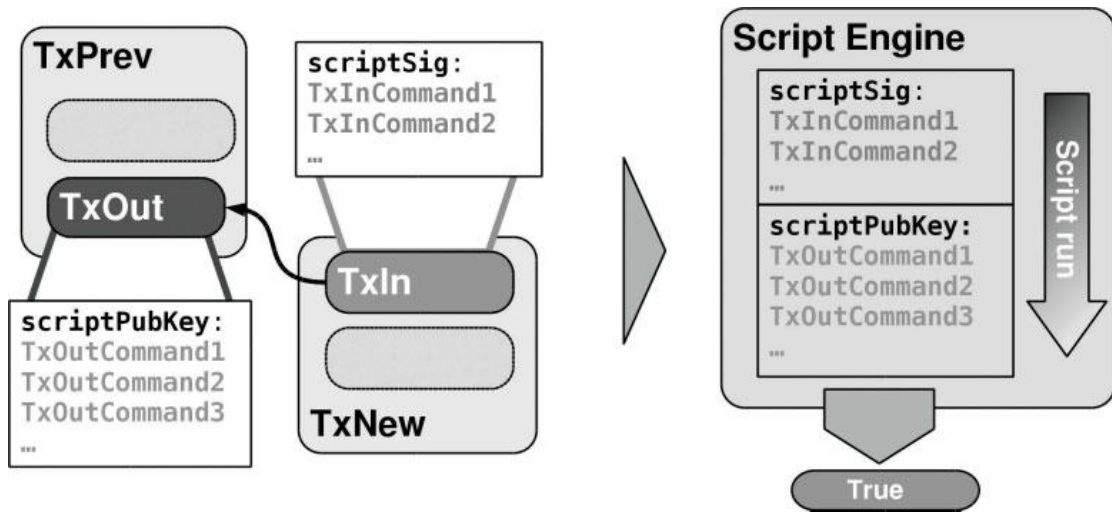 TxPrev
TxOut
scriptPubKey:
TxOutCommand1
TxOutCommand2
TxOutCommand3
…
scriptSig:
TxInCommand1
TxInCommand2
…
TxIn
TxNew
Script Engine
scriptSig:
TxInCommand1
TxInCommand2
…
scriptPubKey:
TxOutCommand1
TxOutCommand2
TxOutCommand3
…
Script run
True